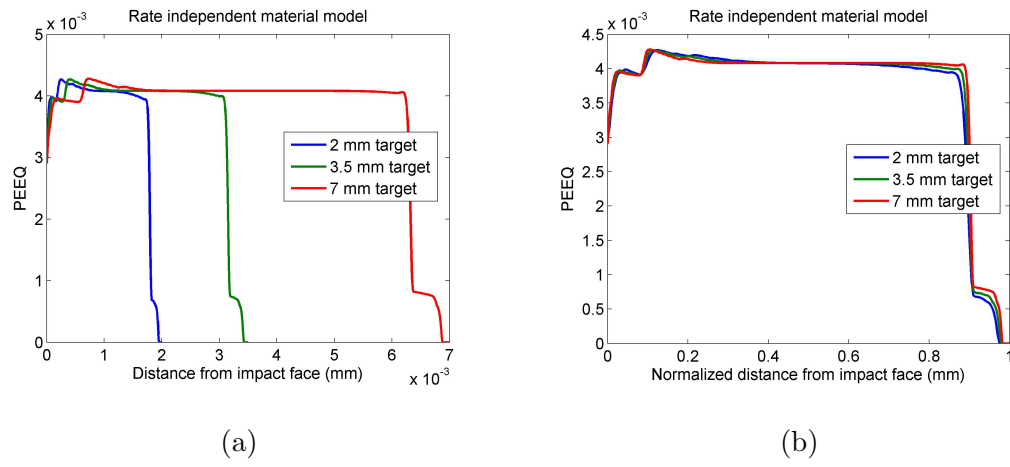 Rate independent material model
x 10⁻³
5
4
3
2
1
0
PEEQ
2 mm target
3.5 mm target
7 mm target
0 1 2 3 4 5 6 7
Distance from impact face (mm)
x 10⁻³
(a)
Rate independent material model
x 10⁻³
4.5
4
3.5
3
2.5
2
1.5
1
0.5
0
PEEQ
2 mm target
3.5 mm target
7 mm target
0 0.2 0.4 0.6 0.8 1
Normalized distance from impact face (mm)
(b)